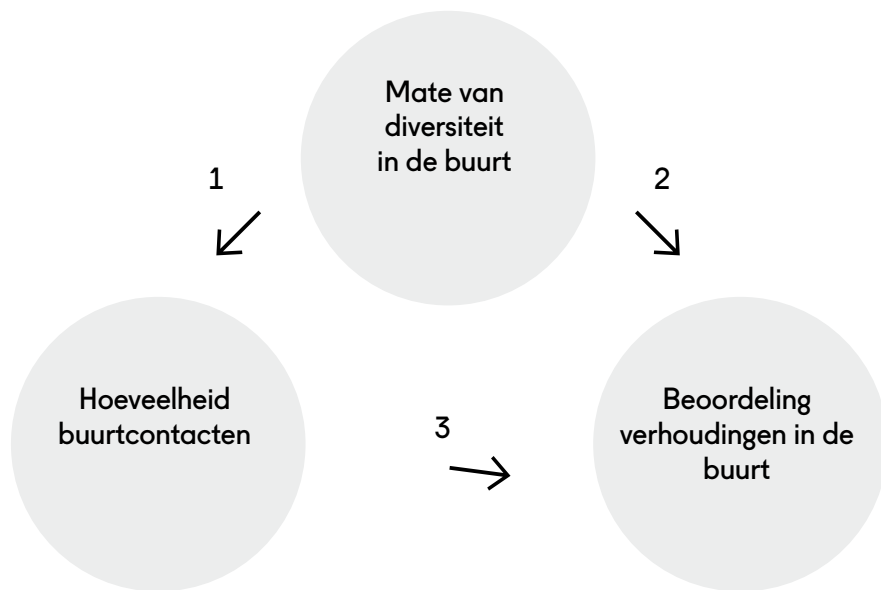 Mate van
diversiteit
in de buurt
1
2
Hoeveelheid
buurtcontacten
3
Beoordeling
verhoudingen in de
buurt